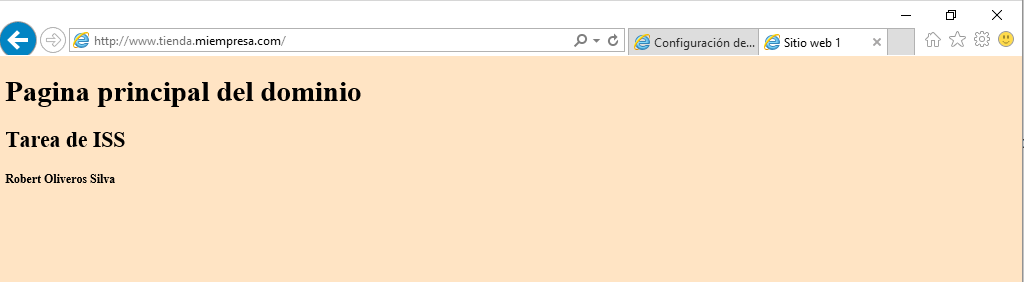 http://www.tienda.miempresa.com/
Configuración de...
Sitio web 1
Pagina principal del dominio
Tarea de ISS
Robert Oliveros Silva